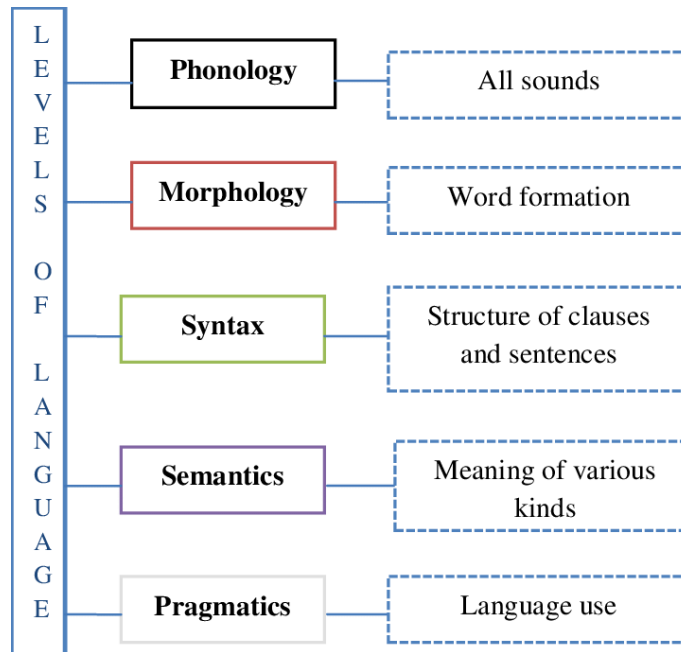 LEVELS OF LANGUAGE
Phonology
All sounds
Morphology
Word formation
Syntax
Structure of clauses
and sentences
Semantics
Meaning of various
kinds
Pragmatics
Language use